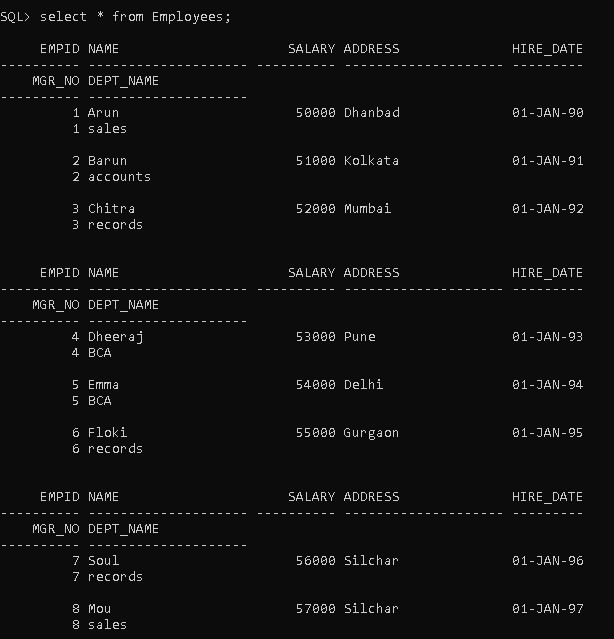 SQL> select * from Employees;
EMPID NAME SALARY ADDRESS HIRE_DATE
---------- -------------------- ---------- -------------------- ---------
MGR_NO DEPT_NAME
---------- --------------------
1 Arun 50000 Dhanbad 01-JAN-90
1 sales
2 Barun 51000 Kolkata 01-JAN-91
2 accounts
3 Chitra 52000 Mumbai 01-JAN-92
3 records
EMPID NAME SALARY ADDRESS HIRE_DATE
---------- -------------------- ---------- -------------------- ---------
MGR_NO DEPT_NAME
---------- --------------------
4 Dheeraj 53000 Pune 01-JAN-93
4 BCA
5 Emma 54000 Delhi 01-JAN-94
5 BCA
6 Floki 55000 Gurgaon 01-JAN-95
6 records
EMPID NAME SALARY ADDRESS HIRE_DATE
---------- -------------------- ---------- -------------------- ---------
MGR_NO DEPT_NAME
---------- --------------------
7 Soul 56000 Silchar 01-JAN-96
7 records
8 Mou 57000 Silchar 01-JAN-97
8 sales